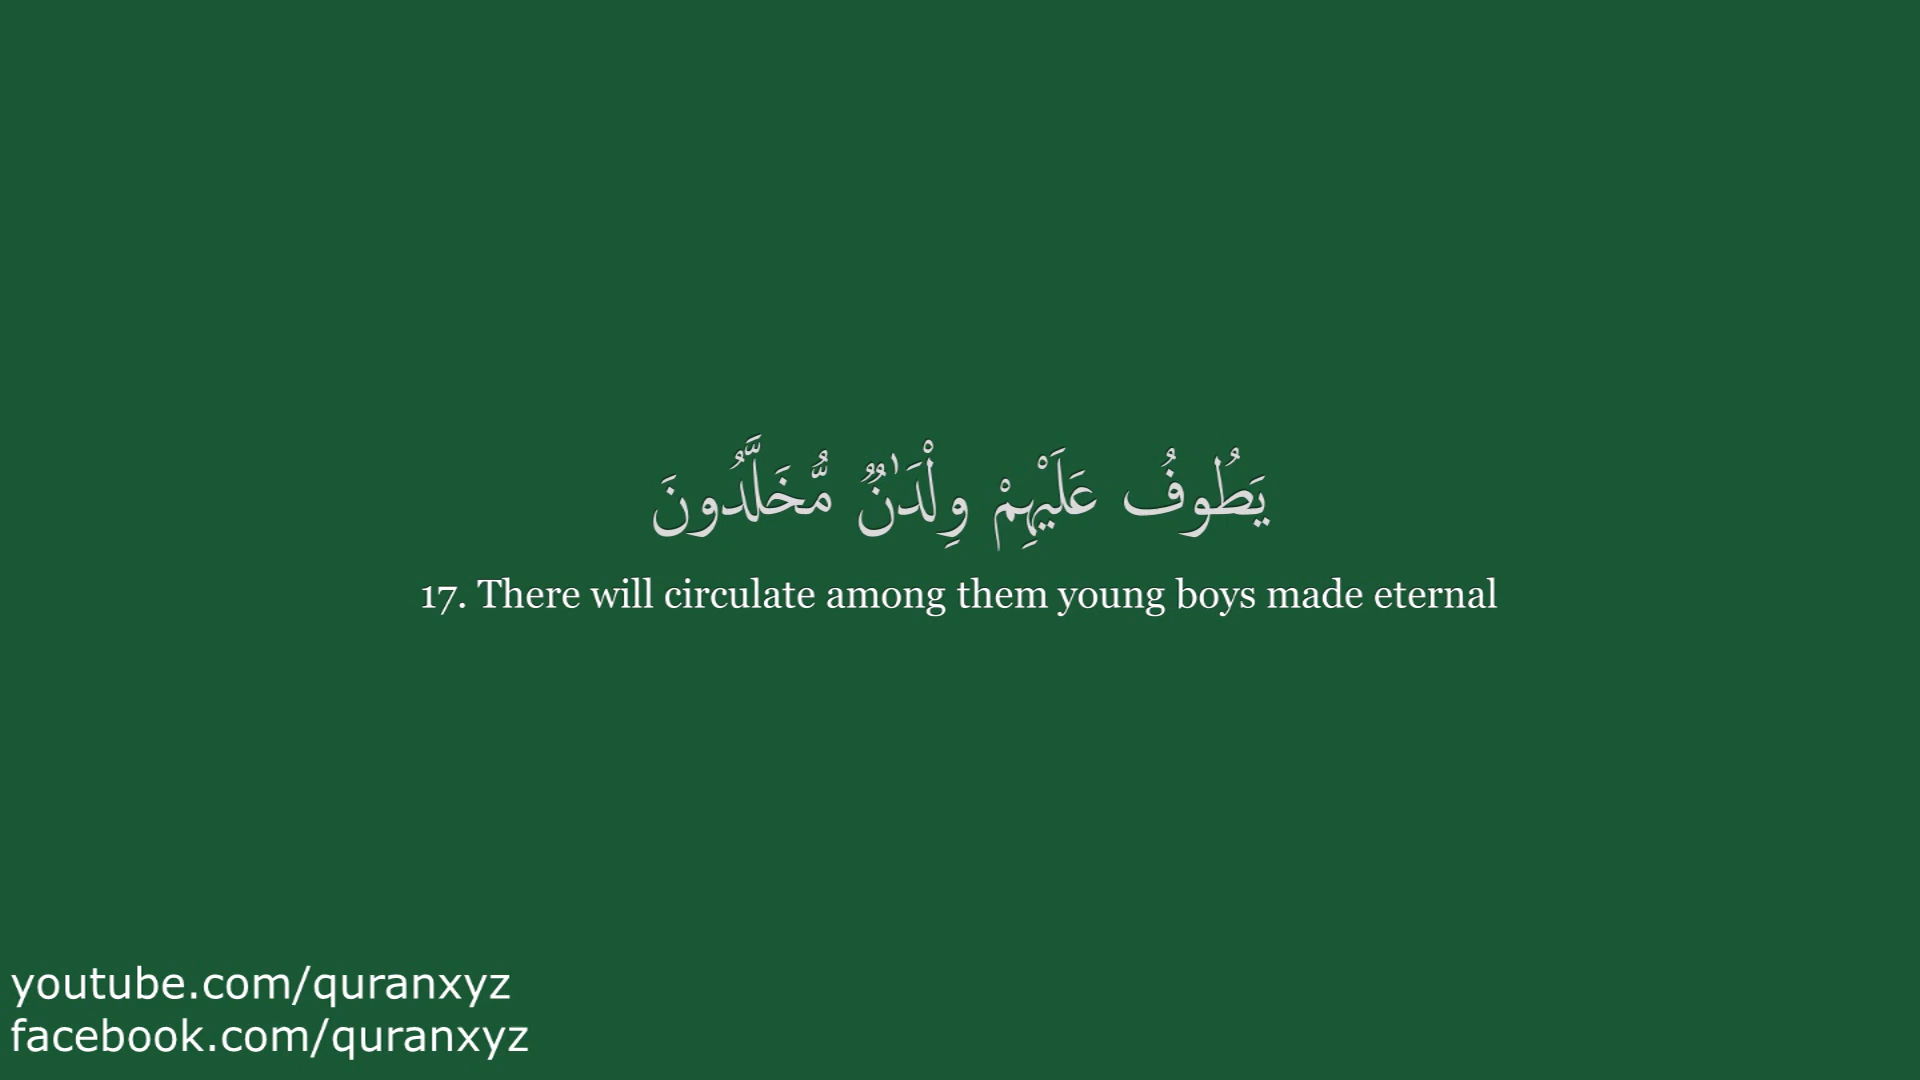 يَطُوفُ عَلَيْهِمْ وِلْدَٰنٌ مُّخَلَّدُونَ
17. There will circulate among them young boys made eternal
youtube.com/quranxyz
facebook.com/quranxyz